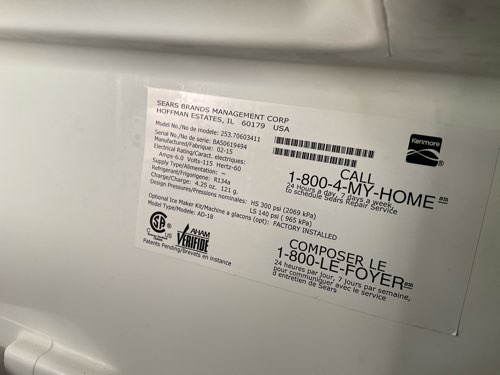 SEARS BRANDS MANAGEMENT CORP
HOFFMAN ESTATES, IL 60179 USA
Model No./No de modele: 253.70603411
Serial No./No de serie: BA50619494
Manufactured/Fabrique: 02-15
Electrical Rating/Caract. electriques:
Amps-6.0 Volts-115 Hertz-60
Supply Type/Alimentation: ~
Refrigerant/Frigorigene: R134a
Charge/Charge: 4.25 oz. 121 g.
Design Pressures/Pressions nominales: HS 300 psi (2069 kPa)
LS 140 psi ( 965 kPa)
Optional Ice Maker Kit/Machine a glacons (opt): FACTORY INSTALLED
Model Type/Modele Type: AD-18
CSA
C US
AHAM
VERIFIDE
Patents Pending/Brevets en Instance
Kenmore
CALL
1-800-4-MY-HOME SM
24 Hours a day, 7 days a week,
to schedule Sears Repair Service
COMPOSER LE
1-800-LE-FOYER
24 heures par jour, 7 jours par semaine,
pour communiquer avec le service
d entretien de Sears